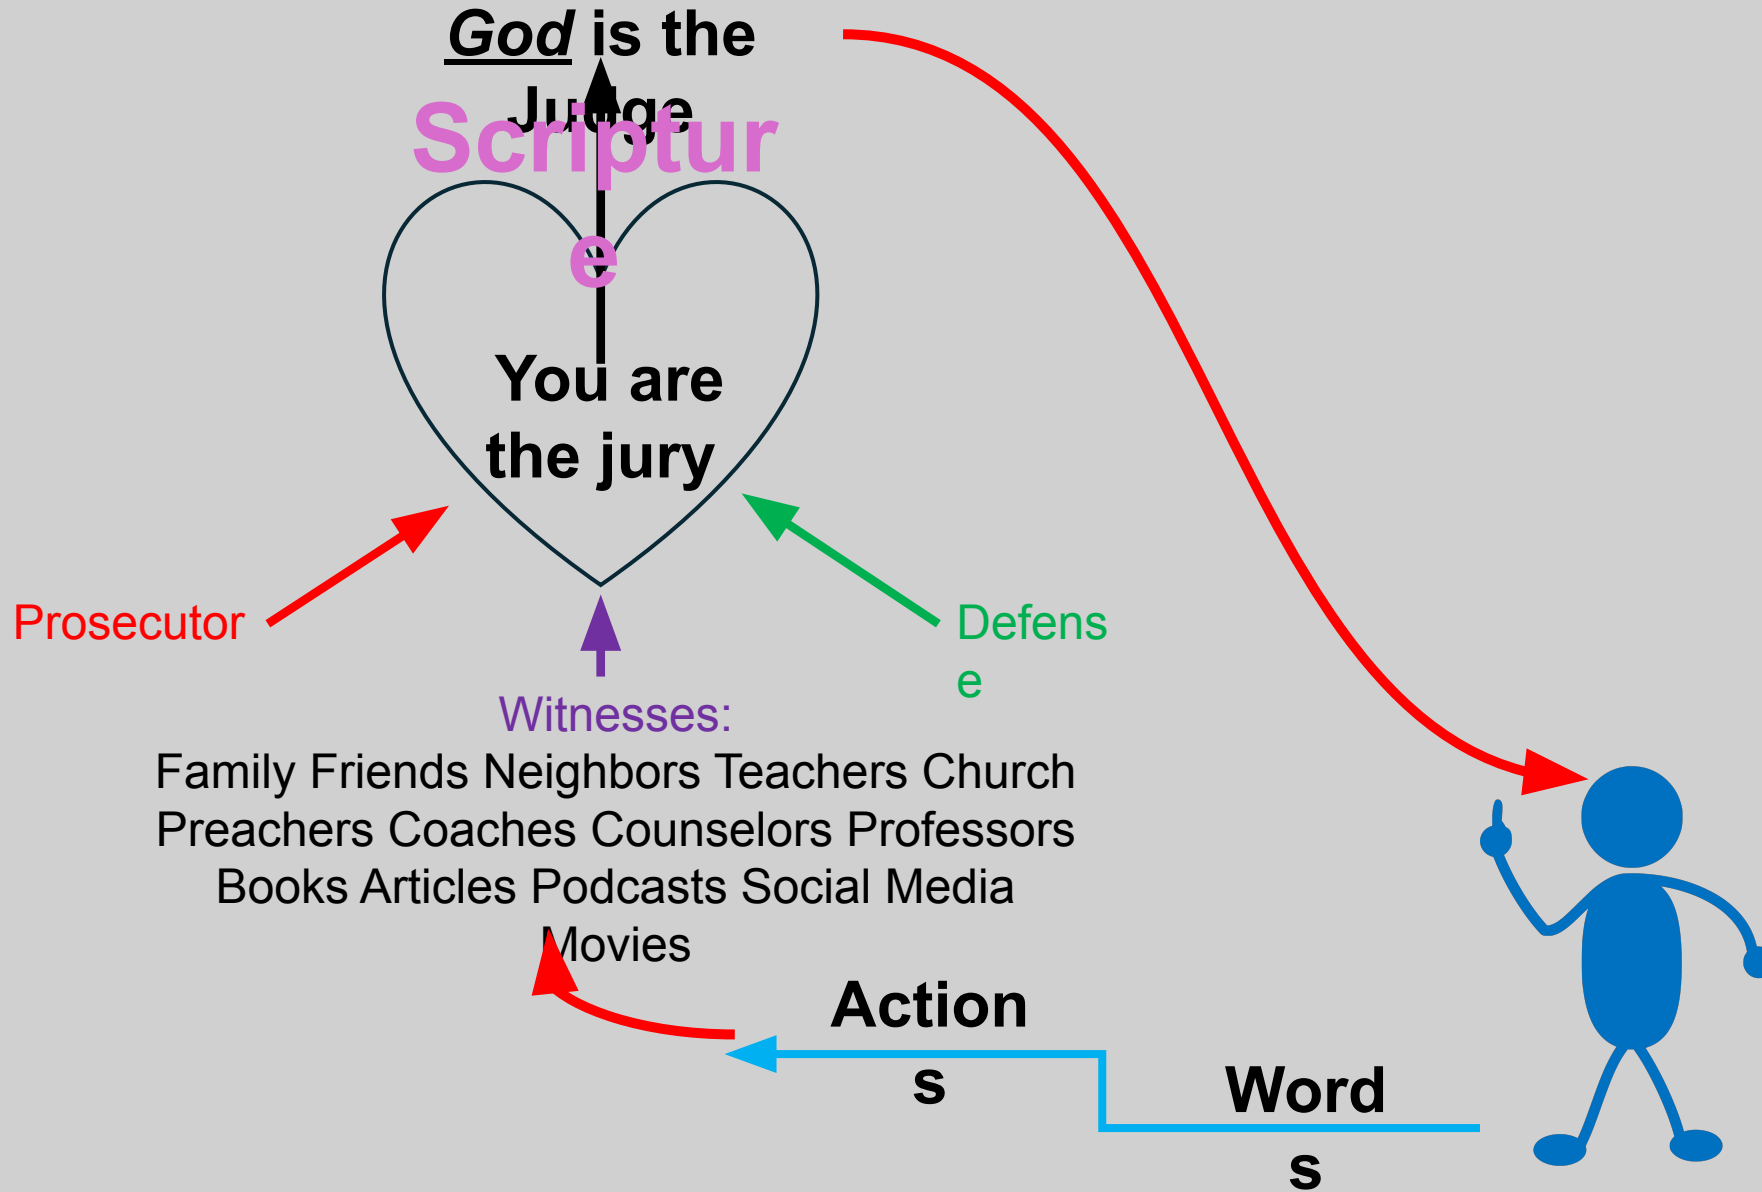 God is the
Judge
Scriptur
e
You are
the jury
Prosecutor
Defens
e
Witnesses:
Family Friends Neighbors Teachers Church
Preachers Coaches Counselors Professors
Books Articles Podcasts Social Media
Movies
Action
s
Word
s